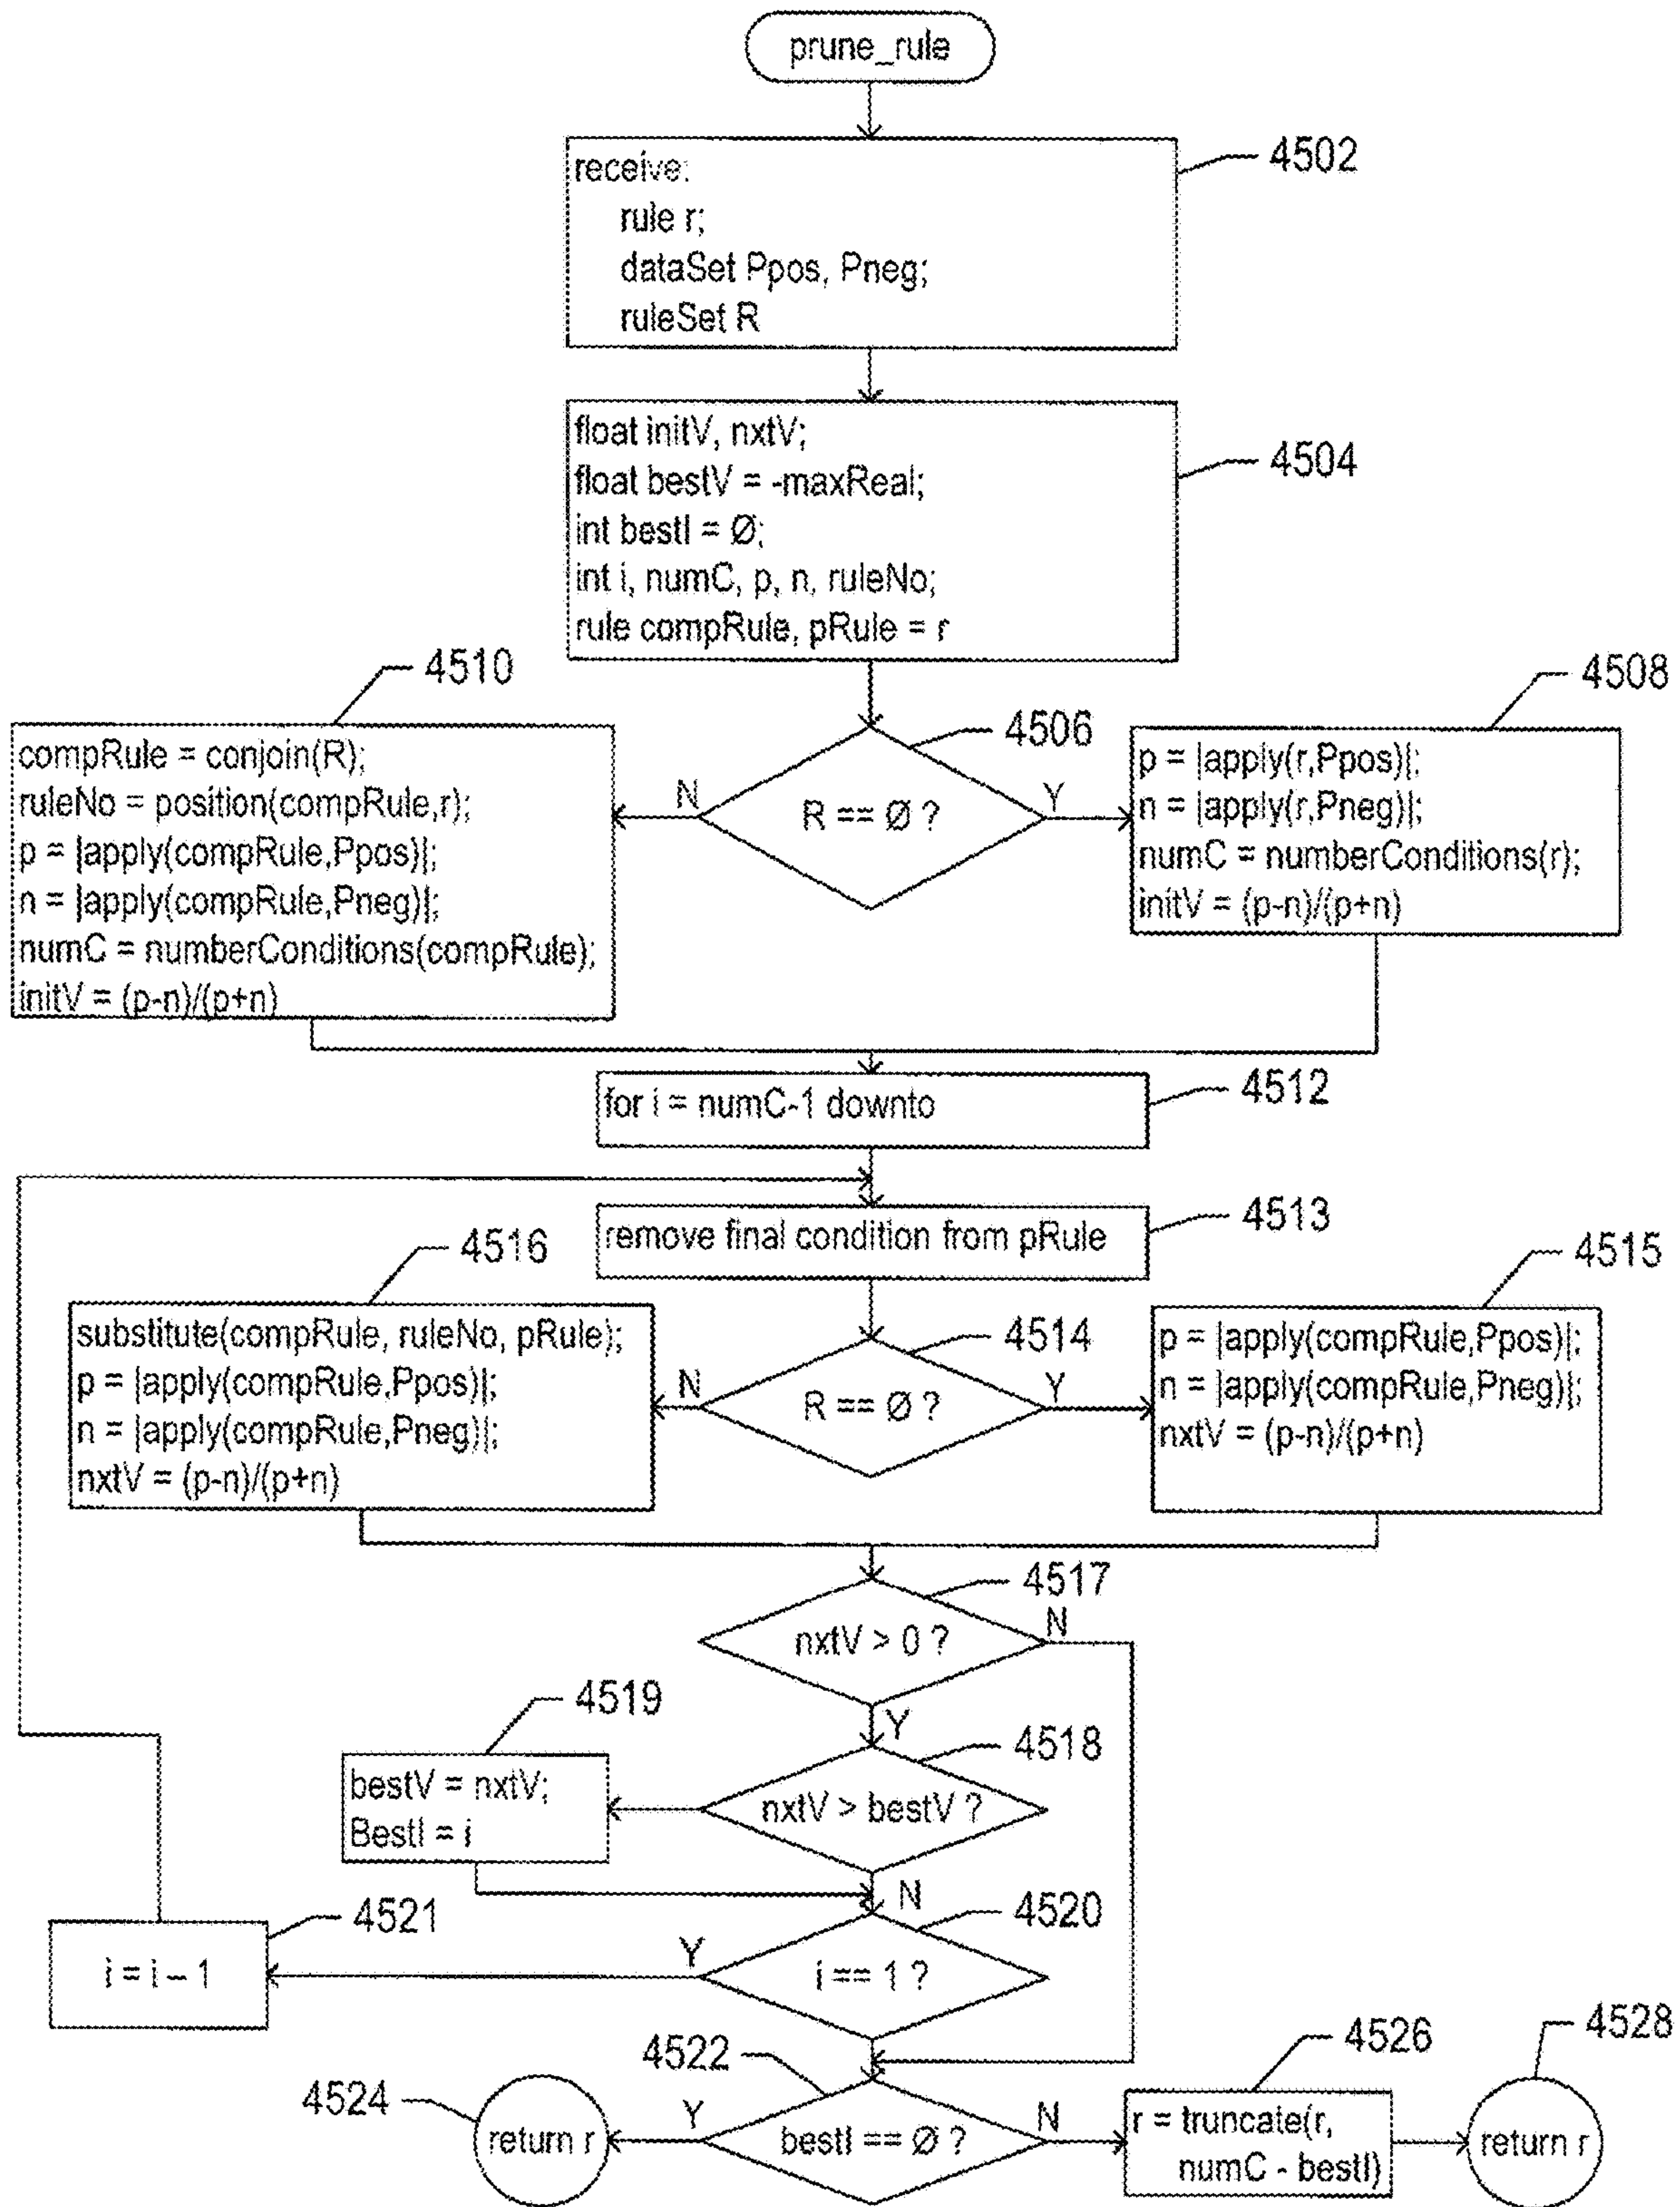 prune_rule
4502
receive:
rule r;
dataSet Ppos, Pneg;
ruleSet R
4504
float initV, nxtV;
float bestV = -maxReal;
int bestI = Ø;
int i, numC, p, n, ruleNo;
rule compRule, pRule = r
4510
4508
4506
compRule = conjoin(R);
ruleNo = position(compRule,r);
p = |apply(compRule,Ppos)|;
n = |apply(compRule,Pneg)|;
numC = numberConditions(compRule);
initV = (p-n)/(p+n)
N
R == Ø ?
Y
p = |apply(r,Ppos)|;
n = |apply(r,Pneg)|;
numC = numberConditions(r);
initV = (p-n)/(p+n)
for i = numC-1 downto
4512
remove final condition from pRule
4513
4516
4515
4514
substitute(compRule, ruleNo, pRule);
p = |apply(compRule,Ppos)|;
n = |apply(compRule,Pneg)|;
nxtV = (p-n)/(p+n)
N
R == Ø ?
Y
p = |apply(compRule,Ppos)|;
n = |apply(compRule,Pneg)|;
nxtV = (p-n)/(p+n)
4517
nxtV > 0 ?
N
Y
4519
4518
bestV = nxtV;
BestI = i
nxtV > bestV ?
N
4521
4520
i = i – 1
Y
i == 1 ?
4522
4526
4528
4524
return r
Y
bestI == Ø ?
N
r = truncate(r,
numC - bestI)
return r